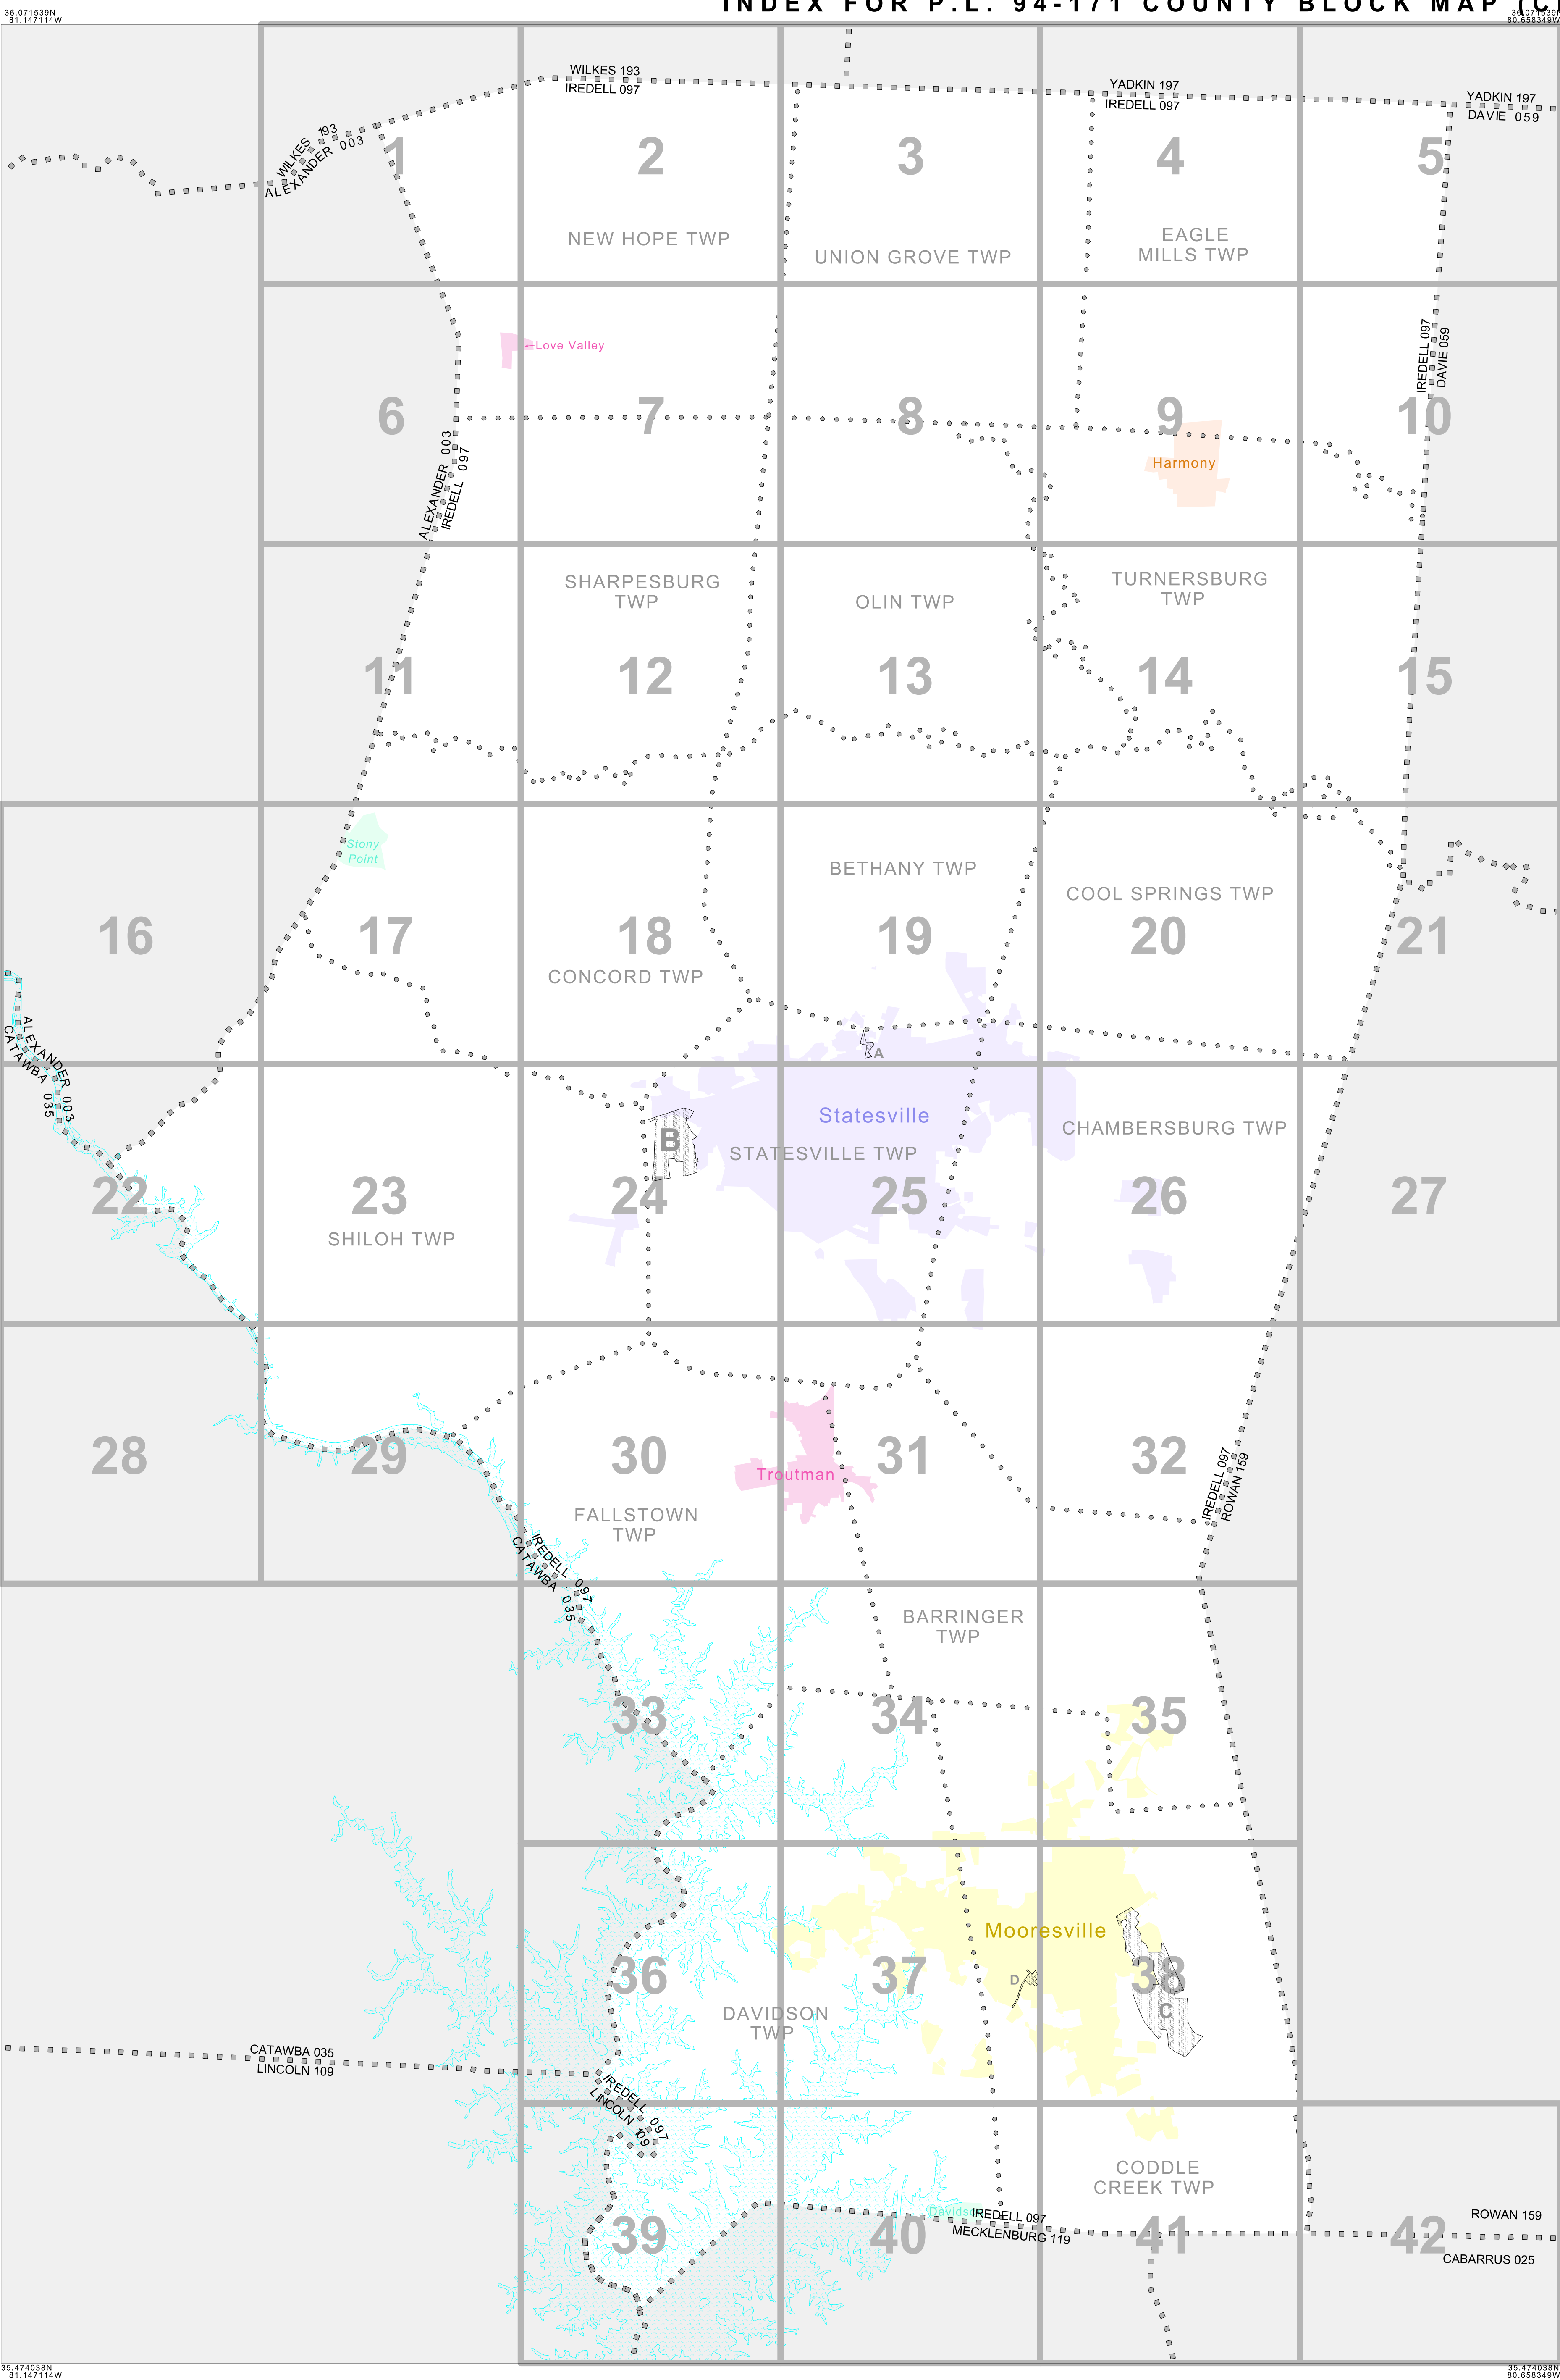 INDEX FOR P.L. 94-171 COUNTY BLOCK MAP (C
36.071539N
81.147114W
36.071539N
80.658349W
WILKES 193
IREDELL 097
YADKIN 197
IREDELL 097
YADKIN 197
DAVIE 059
WILKES 193
ALEXANDER 003
1
2
3
4
5
NEW HOPE TWP
UNION GROVE TWP
EAGLE
MILLS TWP
Love Valley
IREDELL 097
DAVIE 059
6
7
8
9
10
Harmony
ALEXANDER 003
IREDELL 097
SHARPESBURG
TWP
OLIN TWP
TURNERSBURG
TWP
11
12
13
14
15
Stony
Point
BETHANY TWP
COOL SPRINGS TWP
16
17
18
19
20
21
CONCORD TWP
ALEXANDER 003
CATAWBA 035
A
Statesville
B
STATESVILLE TWP
CHAMBERSBURG TWP
22
23
24
25
26
27
SHILOH TWP
28
29
30
31
32
Troutman
IREDELL 097
ROWAN 159
FALLSTOWN
TWP
IREDELL 097
CATAWBA 035
BARRINGER
TWP
33
34
35
Mooresville
36
37
38
D
C
DAVIDSON
TWP
CATAWBA 035
LINCOLN 109
IREDELL 097
LINCOLN 109
CODDLE
CREEK TWP
IREDELL 097
MECKLENBURG 119
39
40
41
42
ROWAN 159
CABARRUS 025
35.474038N
81.147114W
35.474038N
80.658349W